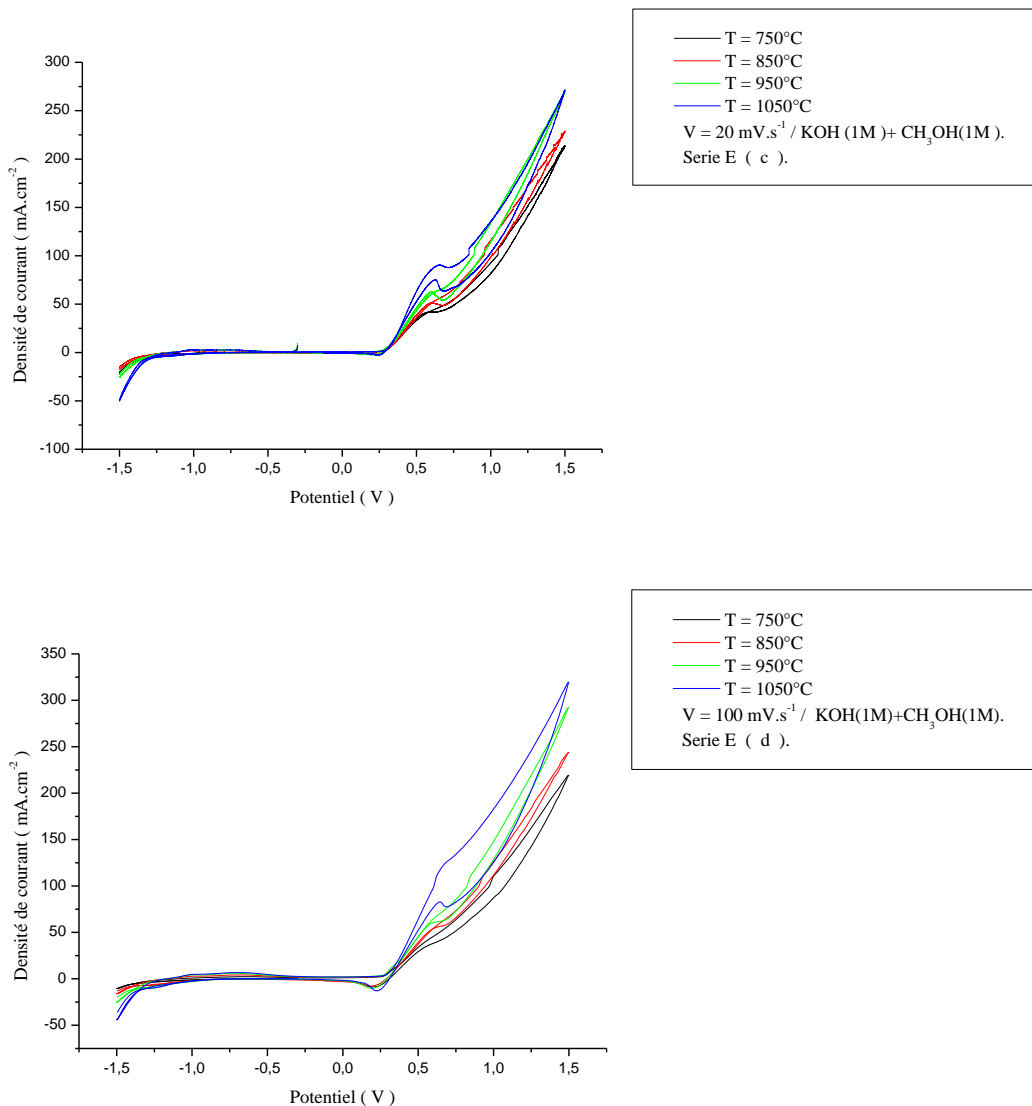 T = 750°C
T = 850°C
T = 950°C
T = 1050°C
V = 20 mV.s-1 / KOH (1M )+ CH3OH(1M ).
Serie E ( c ).
300
250
200
150
100
50
0
-50
-100
Densité de courant ( mA.cm-2 )
-1,5 -1,0 -0,5 0,0 0,5 1,0 1,5
Potentiel ( V )
T = 750°C
T = 850°C
T = 950°C
T = 1050°C
V = 100 mV.s-1 / KOH(1M)+CH3OH(1M).
Serie E ( d ).
350
300
250
200
150
100
50
0
-50
Densité de courant ( mA.cm-2 )
-1,5 -1,0 -0,5 0,0 0,5 1,0 1,5
Potentiel ( V )